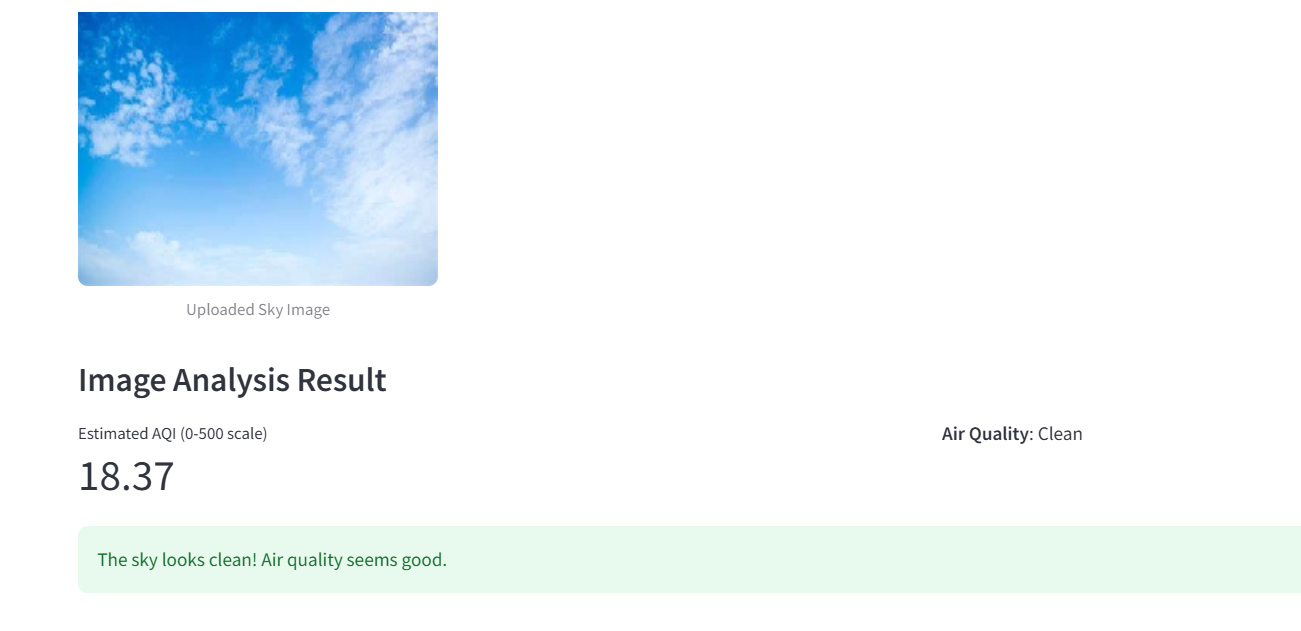 Uploaded Sky Image
Image Analysis Result
Estimated AQI (0-500 scale)
Air Quality: Clean
18.37
The sky looks clean! Air quality seems good.